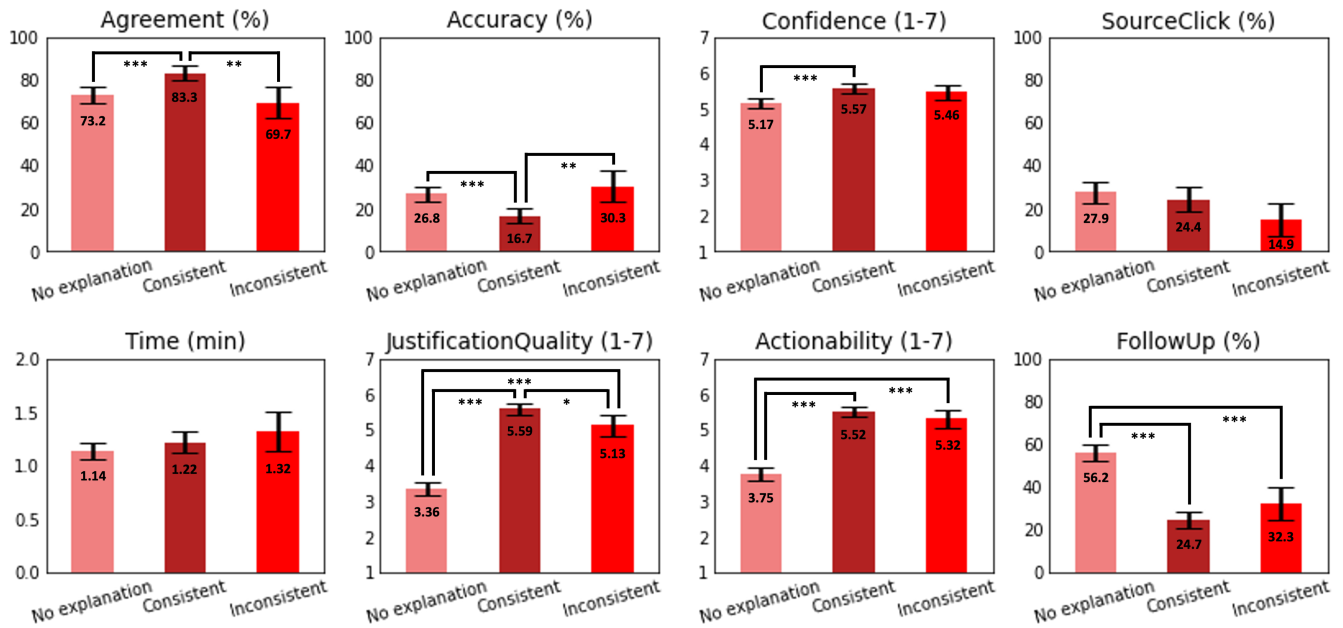 Agreement (%)
100
80
60
40
20
0
***
**
73.2
83.3
69.7
No explanation
Consistent
Inconsistent
Accuracy (%)
100
80
60
40
20
0
***
**
26.8
16.7
30.3
No explanation
Consistent
Inconsistent
Confidence (1-7)
7
6
5
4
3
2
1
***
5.17
5.57
5.46
No explanation
Consistent
Inconsistent
SourceClick (%)
100
80
60
40
20
0
27.9
24.4
14.9
No explanation
Consistent
Inconsistent
Time (min)
2.0
1.5
1.0
0.5
0.0
1.14
1.22
1.32
No explanation
Consistent
Inconsistent
JustificationQuality (1-7)
7
6
5
4
3
2
1
***
***
*
3.36
5.59
5.13
No explanation
Consistent
Inconsistent
Actionability (1-7)
7
6
5
4
3
2
1
***
***
3.75
5.52
5.32
No explanation
Consistent
Inconsistent
FollowUp (%)
100
80
60
40
20
0
***
***
56.2
24.7
32.3
No explanation
Consistent
Inconsistent